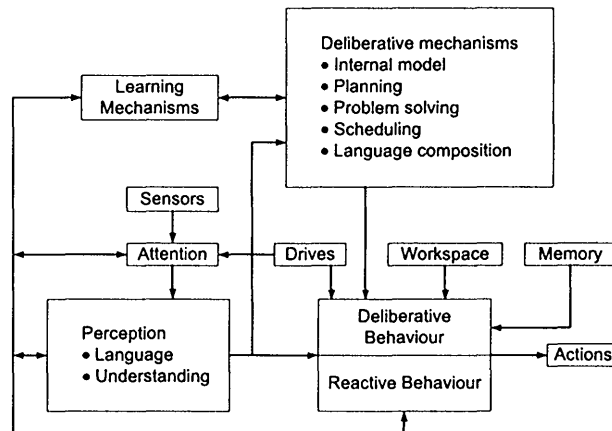 Deliberative mechanisms
• Internal model
• Planning
• Problem solving
• Scheduling
• Language composition
Learning
Mechanisms
Sensors
Attention
Drives
Workspace
Memory
Perception
• Language
• Understanding
Deliberative
Behaviour
Reactive Behaviour
Actions